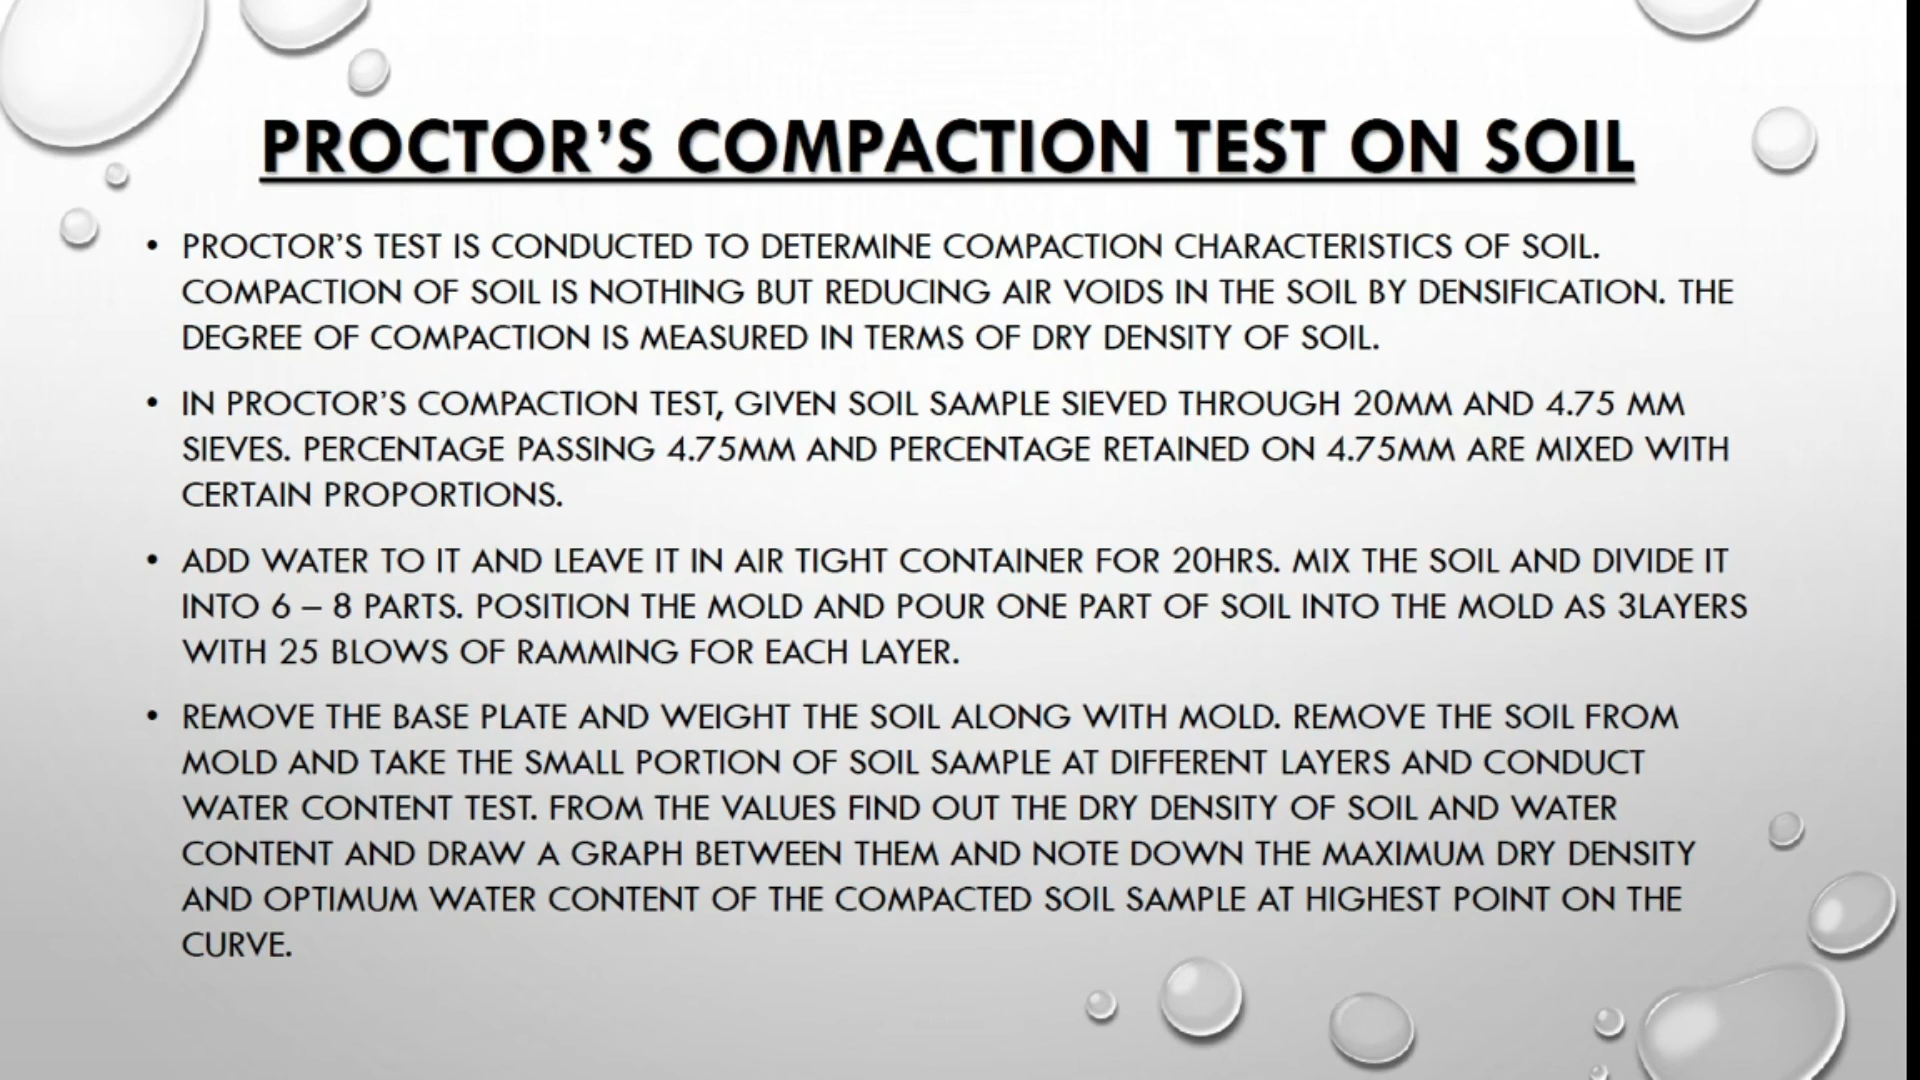 PROCTOR'S COMPACTION TEST ON SOIL
• PROCTOR'S TEST IS CONDUCTED TO DETERMINE COMPACTION CHARACTERISTICS OF SOIL.
COMPACTION OF SOIL IS NOTHING BUT REDUCING AIR VOIDS IN THE SOIL BY DENSIFICATION. THE
DEGREE OF COMPACTION IS MEASURED IN TERMS OF DRY DENSITY OF SOIL.
• IN PROCTOR'S COMPACTION TEST, GIVEN SOIL SAMPLE SIEVED THROUGH 20MM AND 4.75 MM
SIEVES. PERCENTAGE PASSING 4.75MM AND PERCENTAGE RETAINED ON 4.75MM ARE MIXED WITH
CERTAIN PROPORTIONS.
• ADD WATER TO IT AND LEAVE IT IN AIR TIGHT CONTAINER FOR 20HRS. MIX THE SOIL AND DIVIDE IT
INTO 6 – 8 PARTS. POSITION THE MOLD AND POUR ONE PART OF SOIL INTO THE MOLD AS 3LAYERS
WITH 25 BLOWS OF RAMMING FOR EACH LAYER.
• REMOVE THE BASE PLATE AND WEIGHT THE SOIL ALONG WITH MOLD. REMOVE THE SOIL FROM
MOLD AND TAKE THE SMALL PORTION OF SOIL SAMPLE AT DIFFERENT LAYERS AND CONDUCT
WATER CONTENT TEST. FROM THE VALUES FIND OUT THE DRY DENSITY OF SOIL AND WATER
CONTENT AND DRAW A GRAPH BETWEEN THEM AND NOTE DOWN THE MAXIMUM DRY DENSITY
AND OPTIMUM WATER CONTENT OF THE COMPACTED SOIL SAMPLE AT HIGHEST POINT ON THE
CURVE.